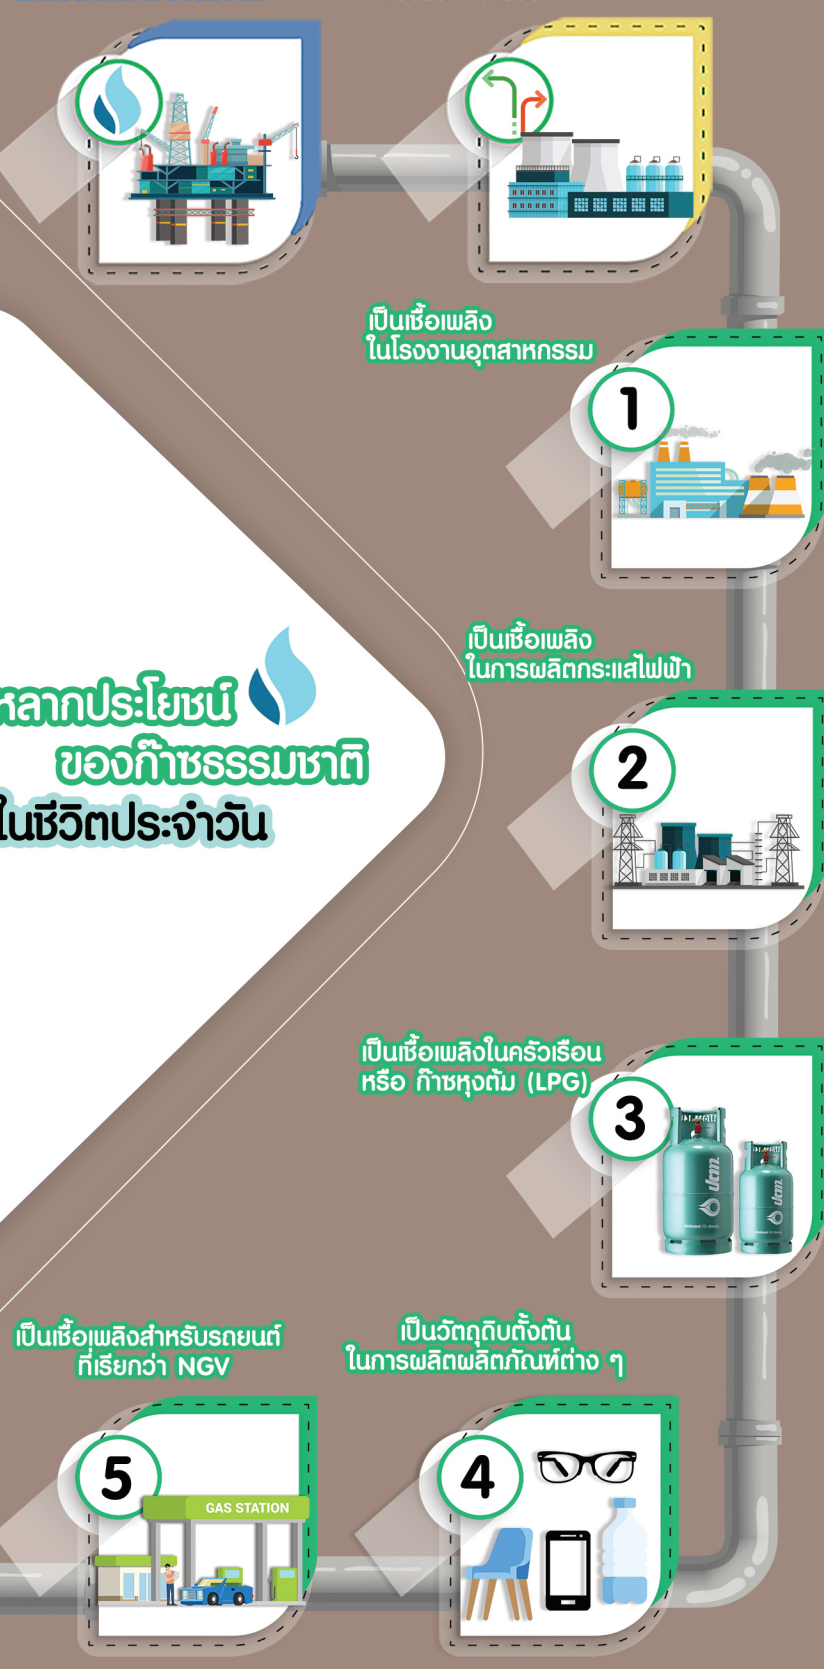 เป็นเชื้อเพลิง
ในโรงงานอุตสาหกรรม
1
เป็นเชื้อเพลิง
ในการผลิตกระแสไฟฟ้า
2
หลากประโยชน์
ของก๊าซธรรมชาติ
ในชีวิตประจำวัน
เป็นเชื้อเพลิงในครัวเรือน
หรือ ก๊าซหุงต้ม (LPG)
3
ปตท.
ปตท.
เป็นเชื้อเพลิงสำหรับรถยนต์
ที่เรียกว่า NGV
5
GAS STATION
เป็นวัตถุดิบตั้งต้น
ในการผลิตผลิตภัณฑ์ต่าง ๆ
4